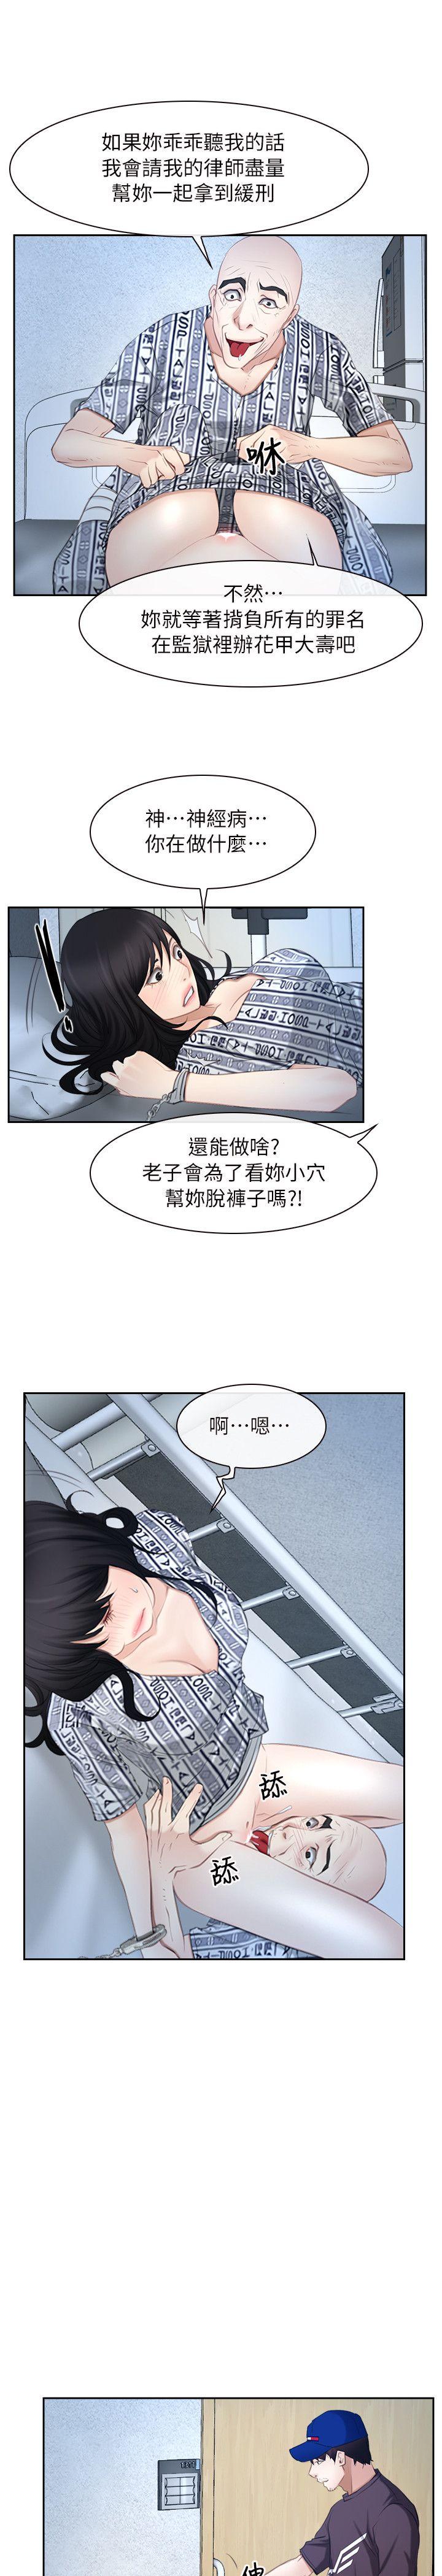 如果妳乖乖聽我的話
我會請我的律師盡量
幫妳一起拿到緩刑
咻
不然…
妳就等著揹負所有的罪名
在監獄裡辦花甲大壽吧
神…神經病…
你在做什麼…
還能做啥?
老子會為了看妳小穴
幫妳脫褲子嗎?!
啊…嗯…
舔
舔